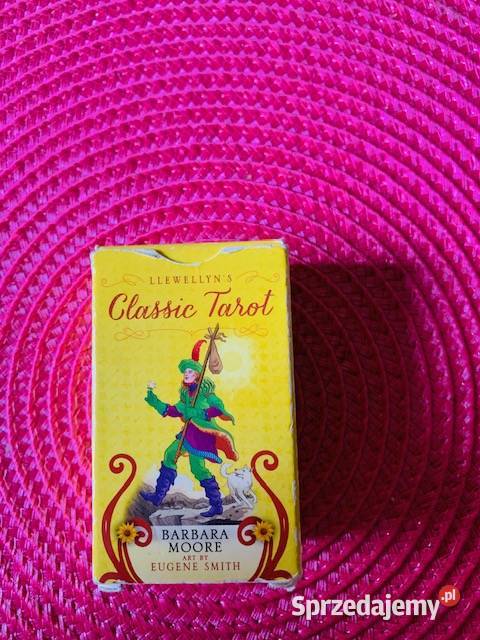 LLEWELLYN'S
Classic Tarot
BARBARA
MOORE
ART BY
EUGENE SMITH
Sprzedajemy.pl